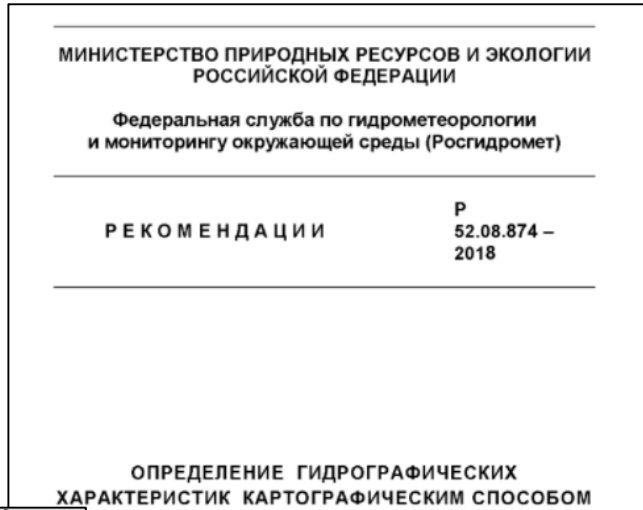 МИНИСТЕРСТВО ПРИРОДНЫХ РЕСУРСОВ И ЭКОЛОГИИ
РОССИЙСКОЙ ФЕДЕРАЦИИ
Федеральная служба по гидрометеорологии
и мониторингу окружающей среды (Росгидромет)
Р Е К О М Е Н Д А Ц И И
Р
52.08.874 –
2018
ОПРЕДЕЛЕНИЕ ГИДРОГРАФИЧЕСКИХ
ХАРАКТЕРИСТИК КАРТОГРАФИЧЕСКИМ СПОСОБОМ